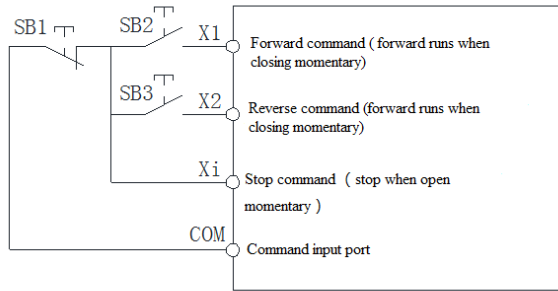 SB1
SB2
X1
Forward command ( forward runs when
closing momentary)
SB3
X2
Reverse command (forward runs when
closing momentary)
Xi
Stop command ( stop when open
momentary )
COM
Command input port